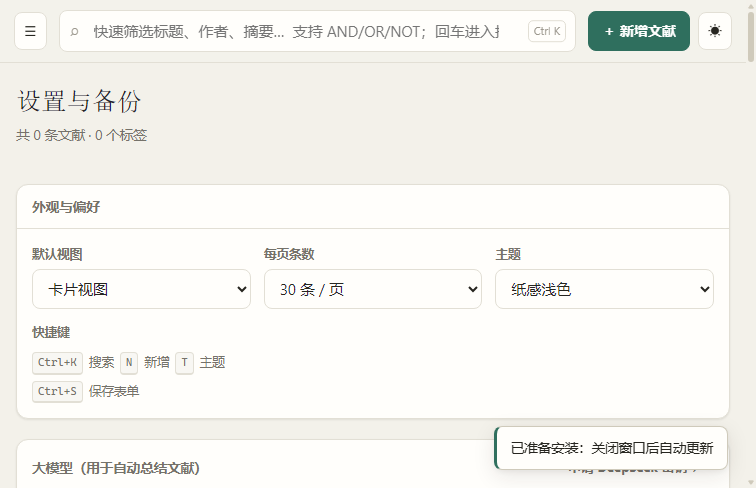 快速筛选标题、作者、摘要... 支持 AND/OR/NOT；回车进入
Ctrl K
+ 新增文献
设置与备份
共 0 条文献 · 0 个标签
外观与偏好
默认视图 每页条数 主题
卡片视图 30 条 / 页 纸感浅色
快捷键
Ctrl+K 搜索 N 新增 T 主题
Ctrl+S 保存表单
已准备安装：关闭窗口后自动更新
大模型（用于自动总结文献）